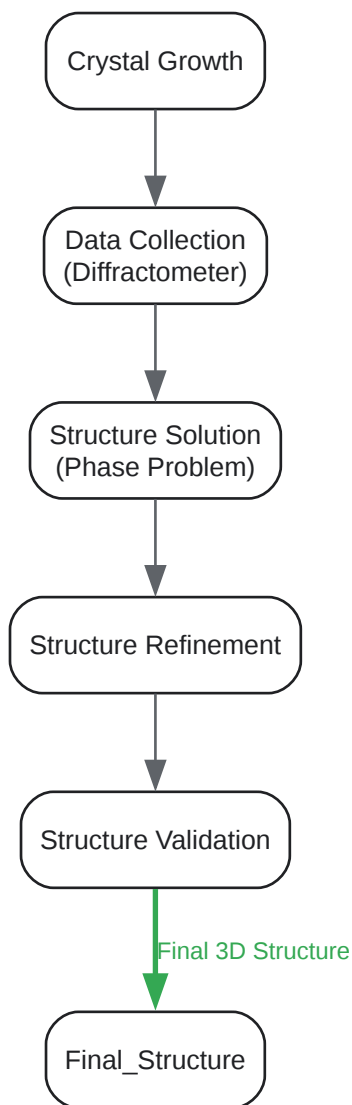 Crystal Growth
Data Collection
(Diffractometer)
Structure Solution
(Phase Problem)
Structure Refinement
Structure Validation
Final 3D Structure
Final_Structure